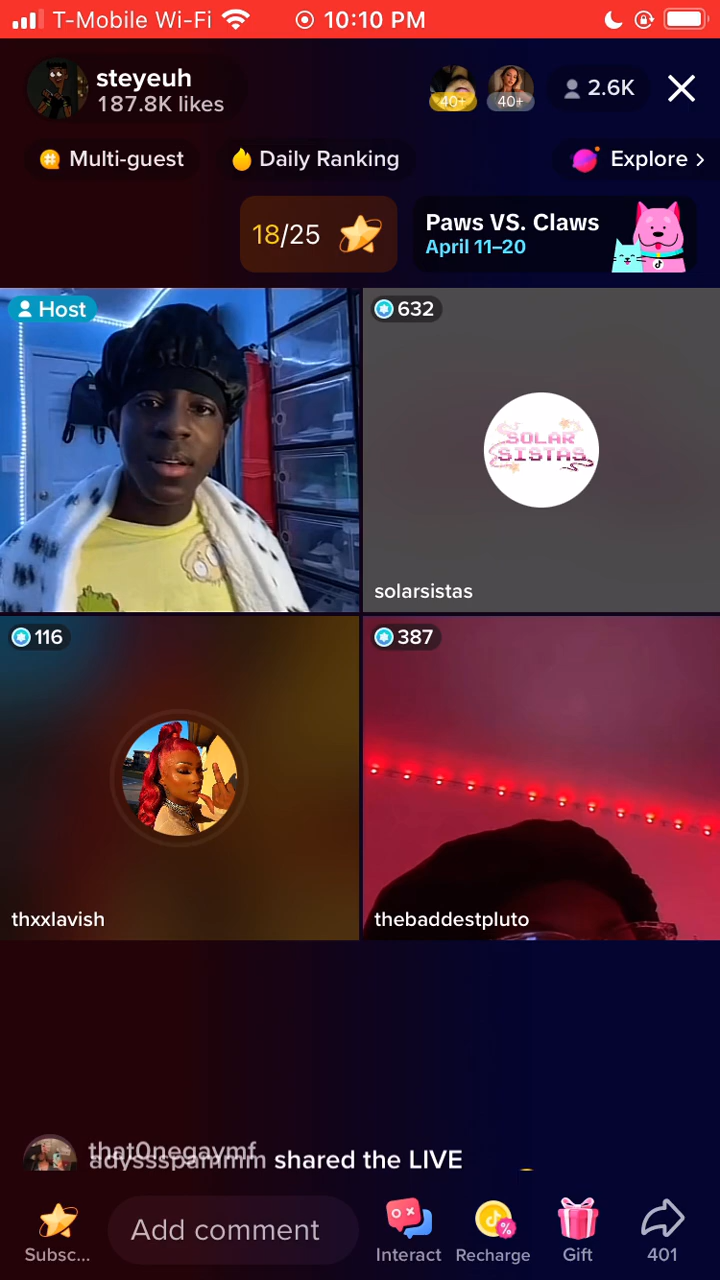 T-Mobile Wi-Fi 10:10 PM
steyeuh
187.8K likes
40+ 40+
2.6K
Multi-guest Daily Ranking Explore
18/25
Paws VS. Claws
April 11–20
Host
632
SOLAR
SISTAS
solarsistas
116
387
thxxlavish
thebaddestpluto
that0negaymf
adyssspammm shared the LIVE
Add comment
Subsc... Interact Recharge Gift 401